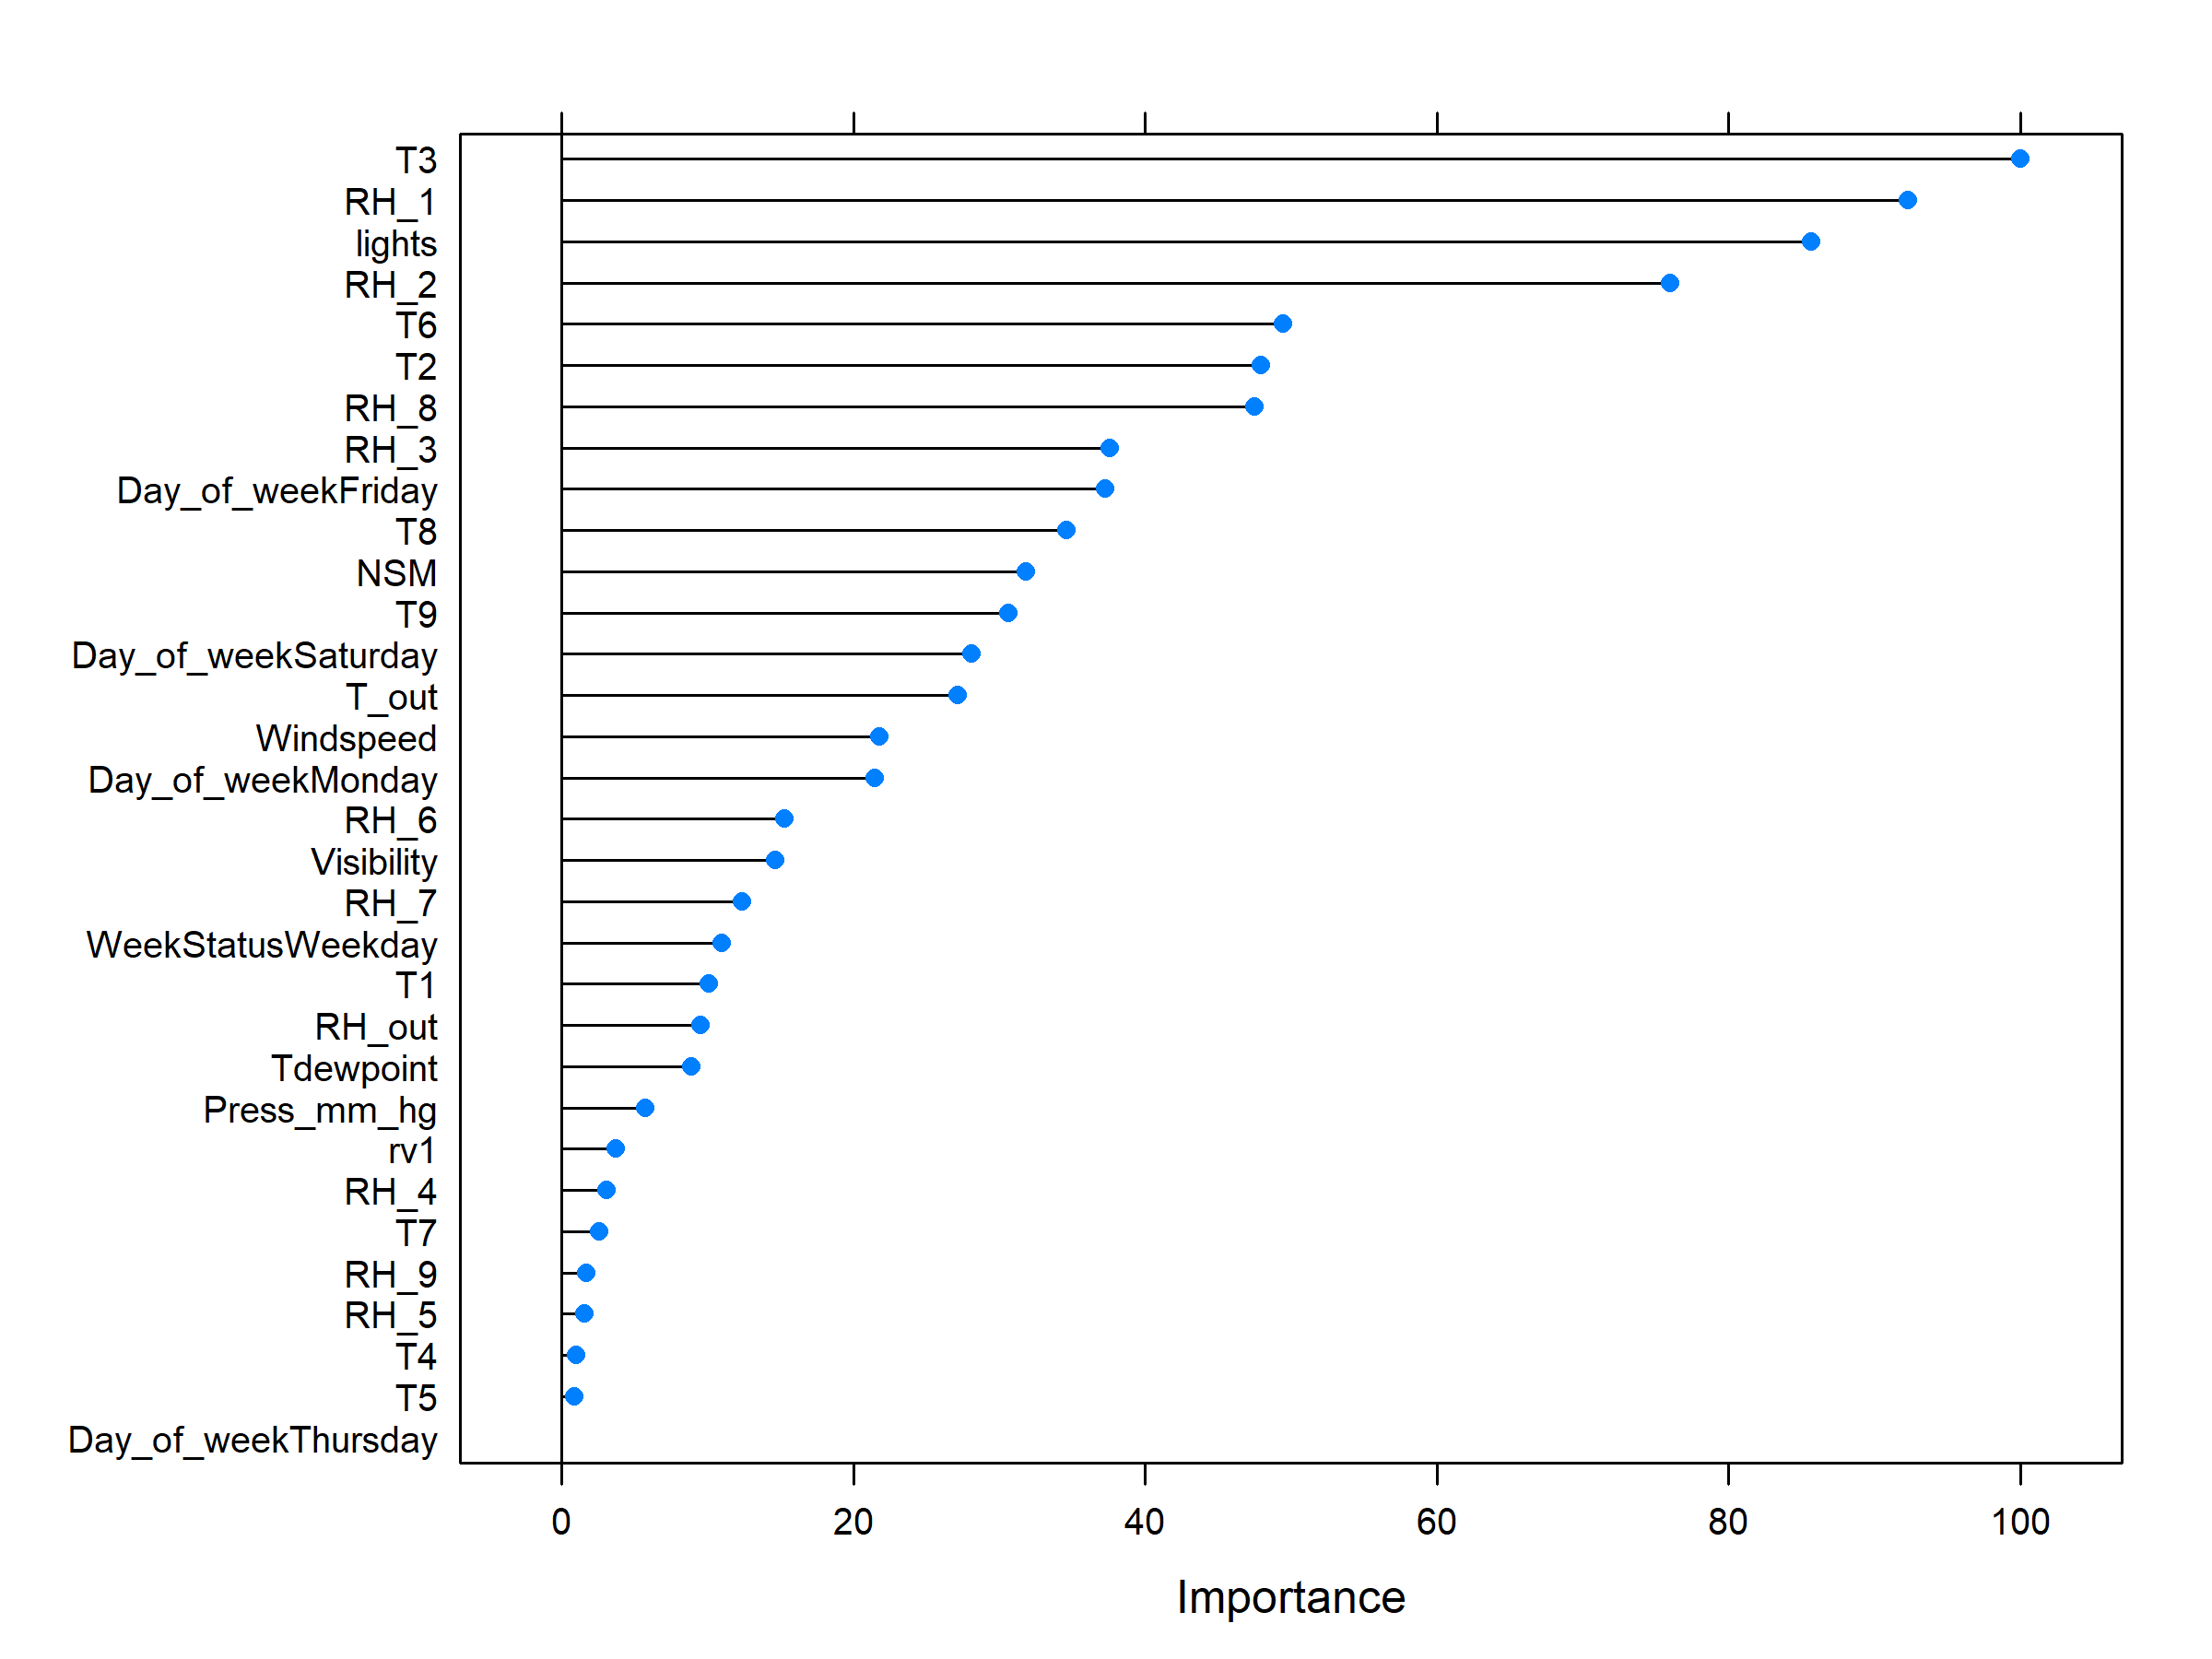 T3
RH_1
lights
RH_2
T6
T2
RH_8
RH_3
Day_of_weekFriday
T8
NSM
T9
Day_of_weekSaturday
T_out
Windspeed
Day_of_weekMonday
RH_6
Visibility
RH_7
WeekStatusWeekday
T1
RH_out
Tdewpoint
Press_mm_hg
rv1
RH_4
T7
RH_9
RH_5
T4
T5
Day_of_weekThursday
0 20 40 60 80 100
Importance